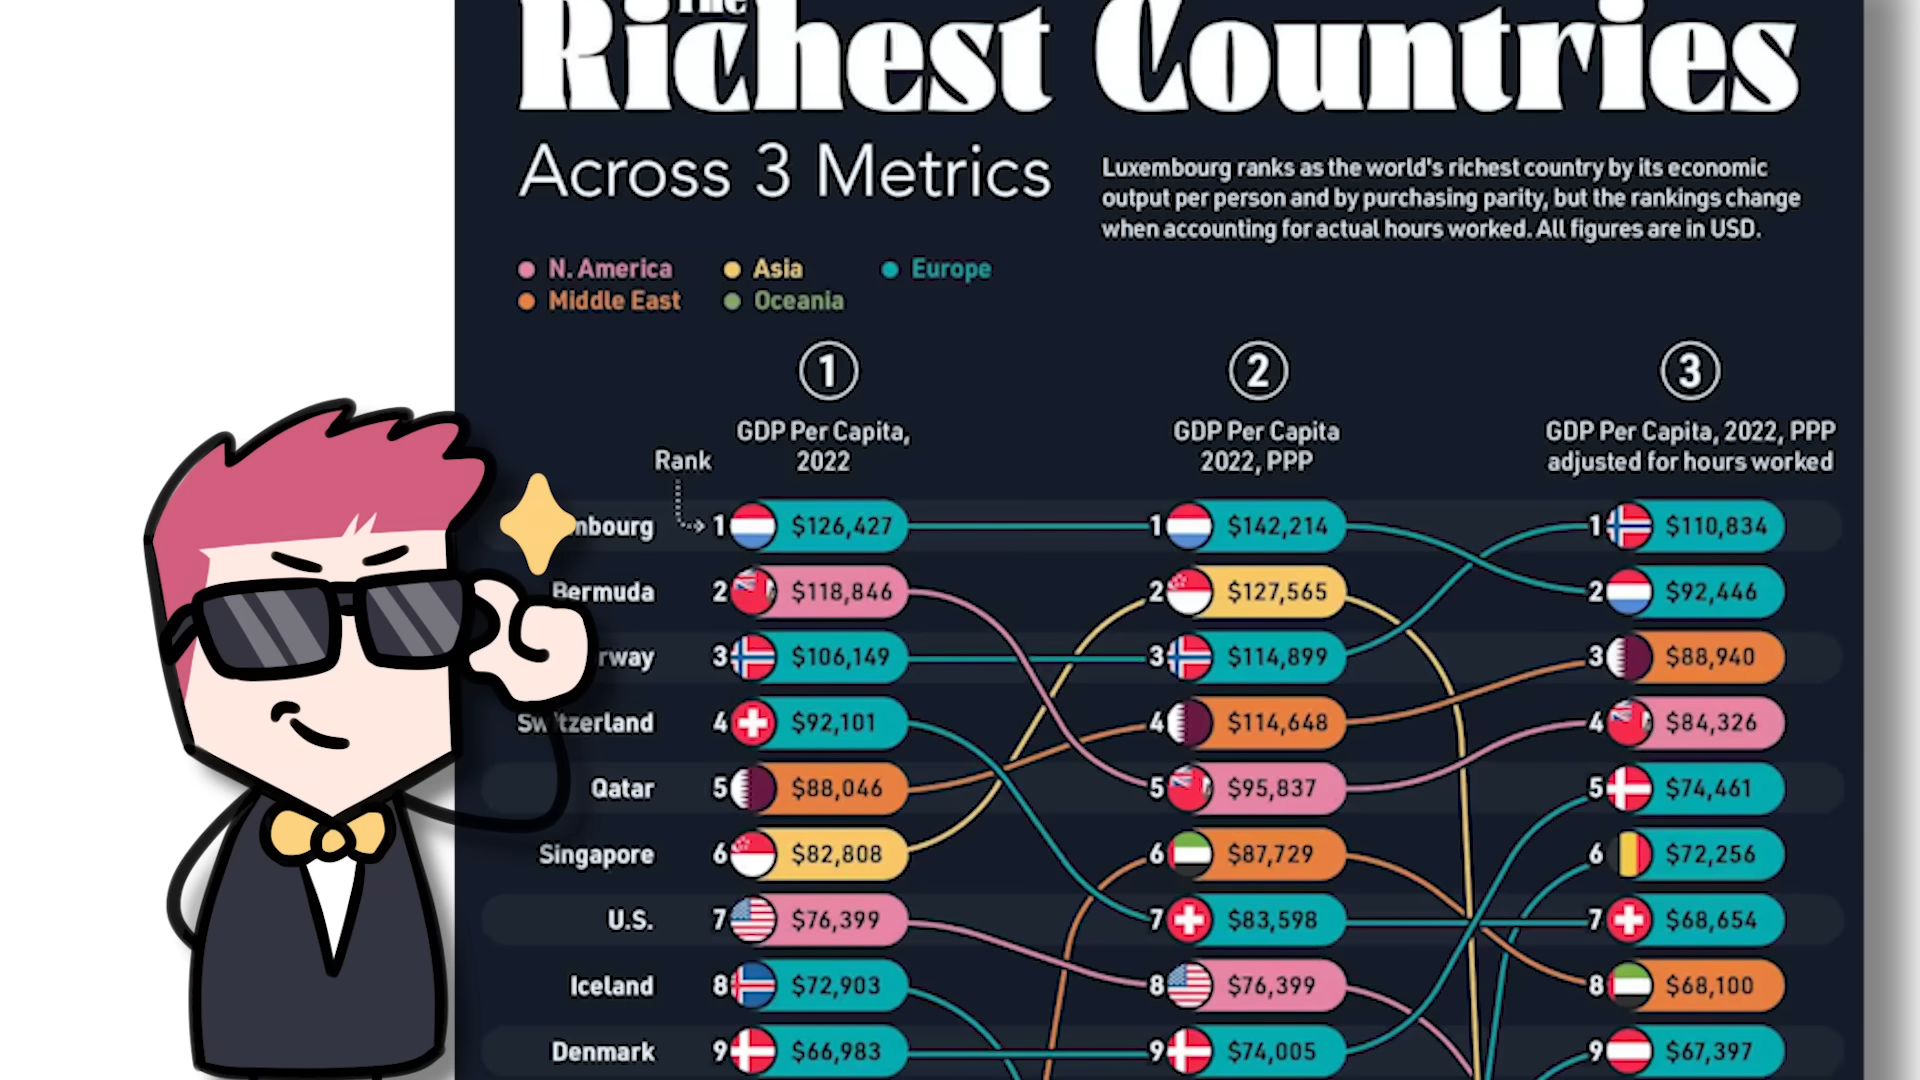 The
Richest Countries
Across 3 Metrics
Luxembourg ranks as the world's richest country by its economic
output per person and by purchasing parity, but the rankings change
when accounting for actual hours worked. All figures are in USD.
N. America
Asia
Europe
Middle East
Oceania
1
2
3
GDP Per Capita,
2022
GDP Per Capita
2022, PPP
GDP Per Capita, 2022, PPP
adjusted for hours worked
Rank
mbourg 1 $126,427 1 $142,214 1 $110,834
Bermuda 2 $118,846 2 $127,565 2 $92,446
rway 3 $106,149 3 $114,899 3 $88,940
Switzerland 4 $92,101 4 $114,648 4 $84,326
Qatar 5 $88,046 5 $95,837 5 $74,461
Singapore 6 $82,808 6 $87,729 6 $72,256
U.S. 7 $76,399 7 $83,598 7 $68,654
Iceland 8 $72,903 8 $76,399 8 $68,100
Denmark 9 $66,983 9 $74,005 9 $67,397